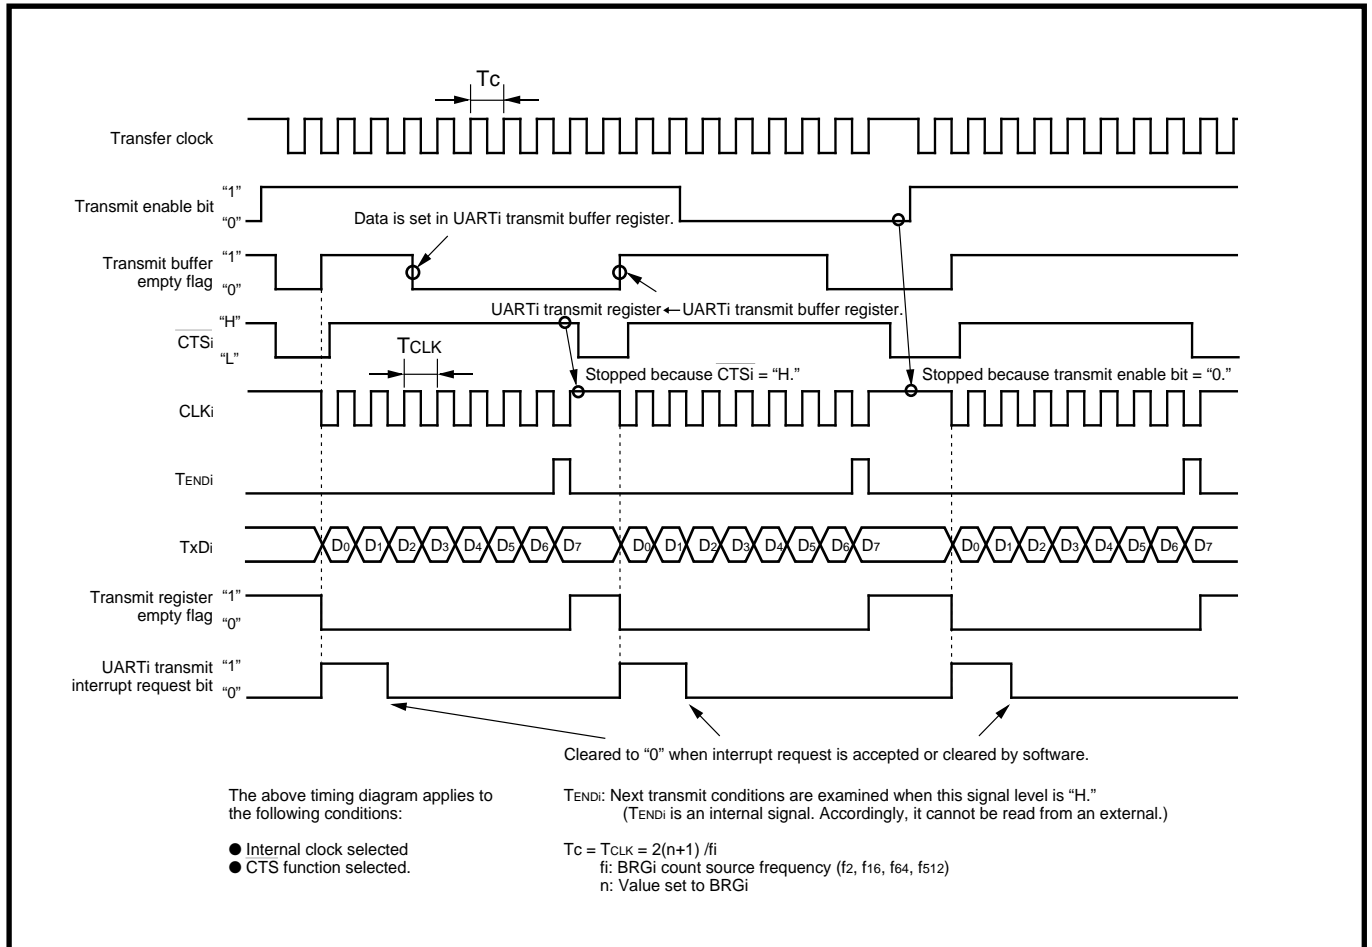 Tc
Transfer clock
Transmit enable bit
“1”
“0”
Data is set in UARTi transmit buffer register.
Transmit buffer
empty flag
“1”
“0”
UARTi transmit register ← UARTi transmit buffer register.
CTSi
“H”
“L”
TCLK
Stopped because CTSi = “H.”
Stopped because transmit enable bit = “0.”
CLKi
TENDi
TxDi
D0 D1 D2 D3 D4 D5 D6 D7 D0 D1 D2 D3 D4 D5 D6 D7 D0 D1 D2 D3 D4 D5 D6 D7
Transmit register
empty flag
“1”
“0”
UARTi transmit
interrupt request bit
“1”
“0”
Cleared to “0” when interrupt request is accepted or cleared by software.
The above timing diagram applies to
the following conditions:
● Internal clock selected
● CTS function selected.
TENDi: Next transmit conditions are examined when this signal level is “H.”
(TENDi is an internal signal. Accordingly, it cannot be read from an external.)
Tc = TCLK = 2(n+1) /fi
fi: BRGi count source frequency (f2, f16, f64, f512)
n: Value set to BRGi